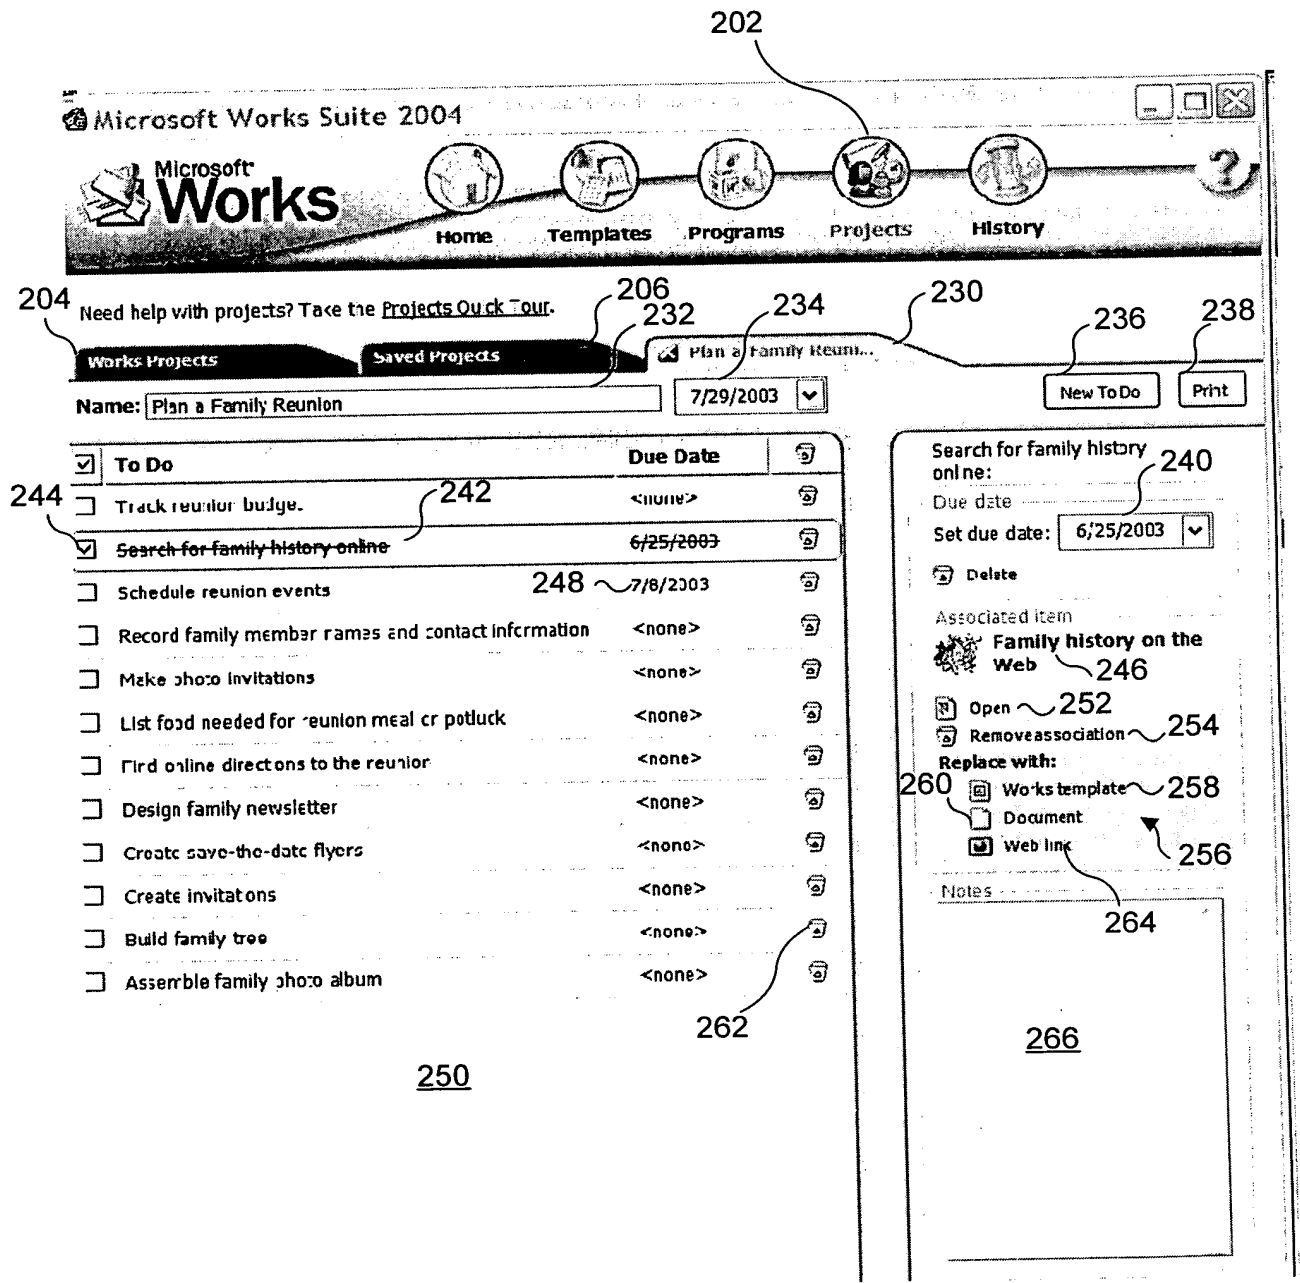 202
Microsoft Works Suite 2004
Microsoft
Works
Home Templates Programs Projects History ?
204 206 234 230 236 238
Need help with projects? Take the Projects Quick Tour. 232
Works Projects Saved Projects Plan a Family Reuni...
Name: Plan a Family Reunion 7/29/2003 New To Do Print
To Do Due Date
244 242
Track reunion budget <none>
Search for family history online 6/25/2003
Schedule reunion events 248 7/8/2003
Record family member names and contact information <none>
Make photo invitations <none>
List food needed for reunion meal or potluck <none>
Find online directions to the reunion <none>
Design family newsletter <none>
Create save-the-date flyers <none>
Create invitations <none>
Build family tree <none>
Assemble family photo album <none>
262
250
Search for family history
online: 240
Due date
Set due date: 6/25/2003
Delete
Associated item
Family history on the
Web 246
Open 252
Remove association 254
Replace with:
260 Works template 258
Document
Web link 256
Notes
264
266